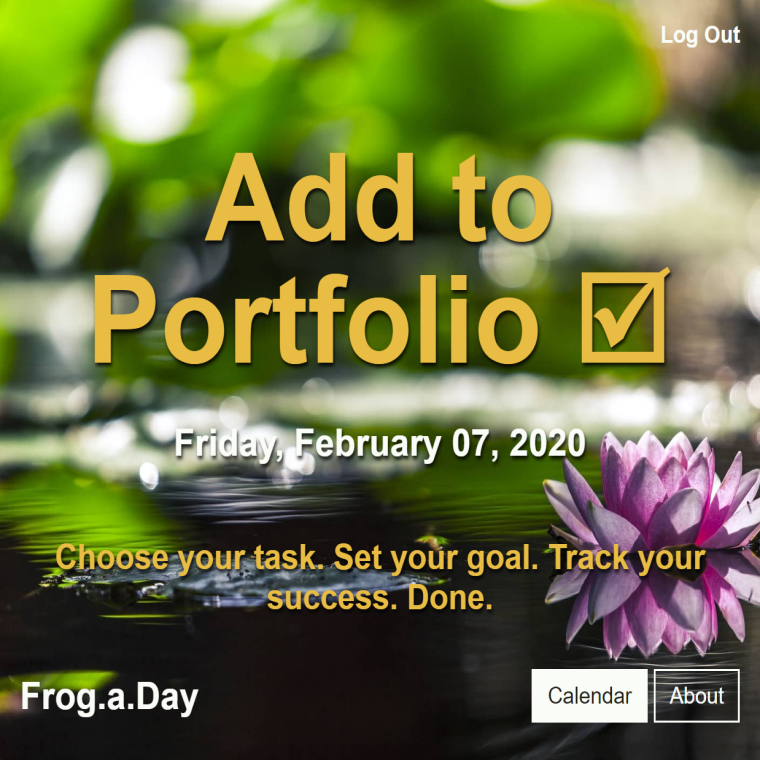 Log Out
Add to
Portfolio ☑
Friday, February 07, 2020
Choose your task. Set your goal. Track your
success. Done.
Frog.a.Day
Calendar
About